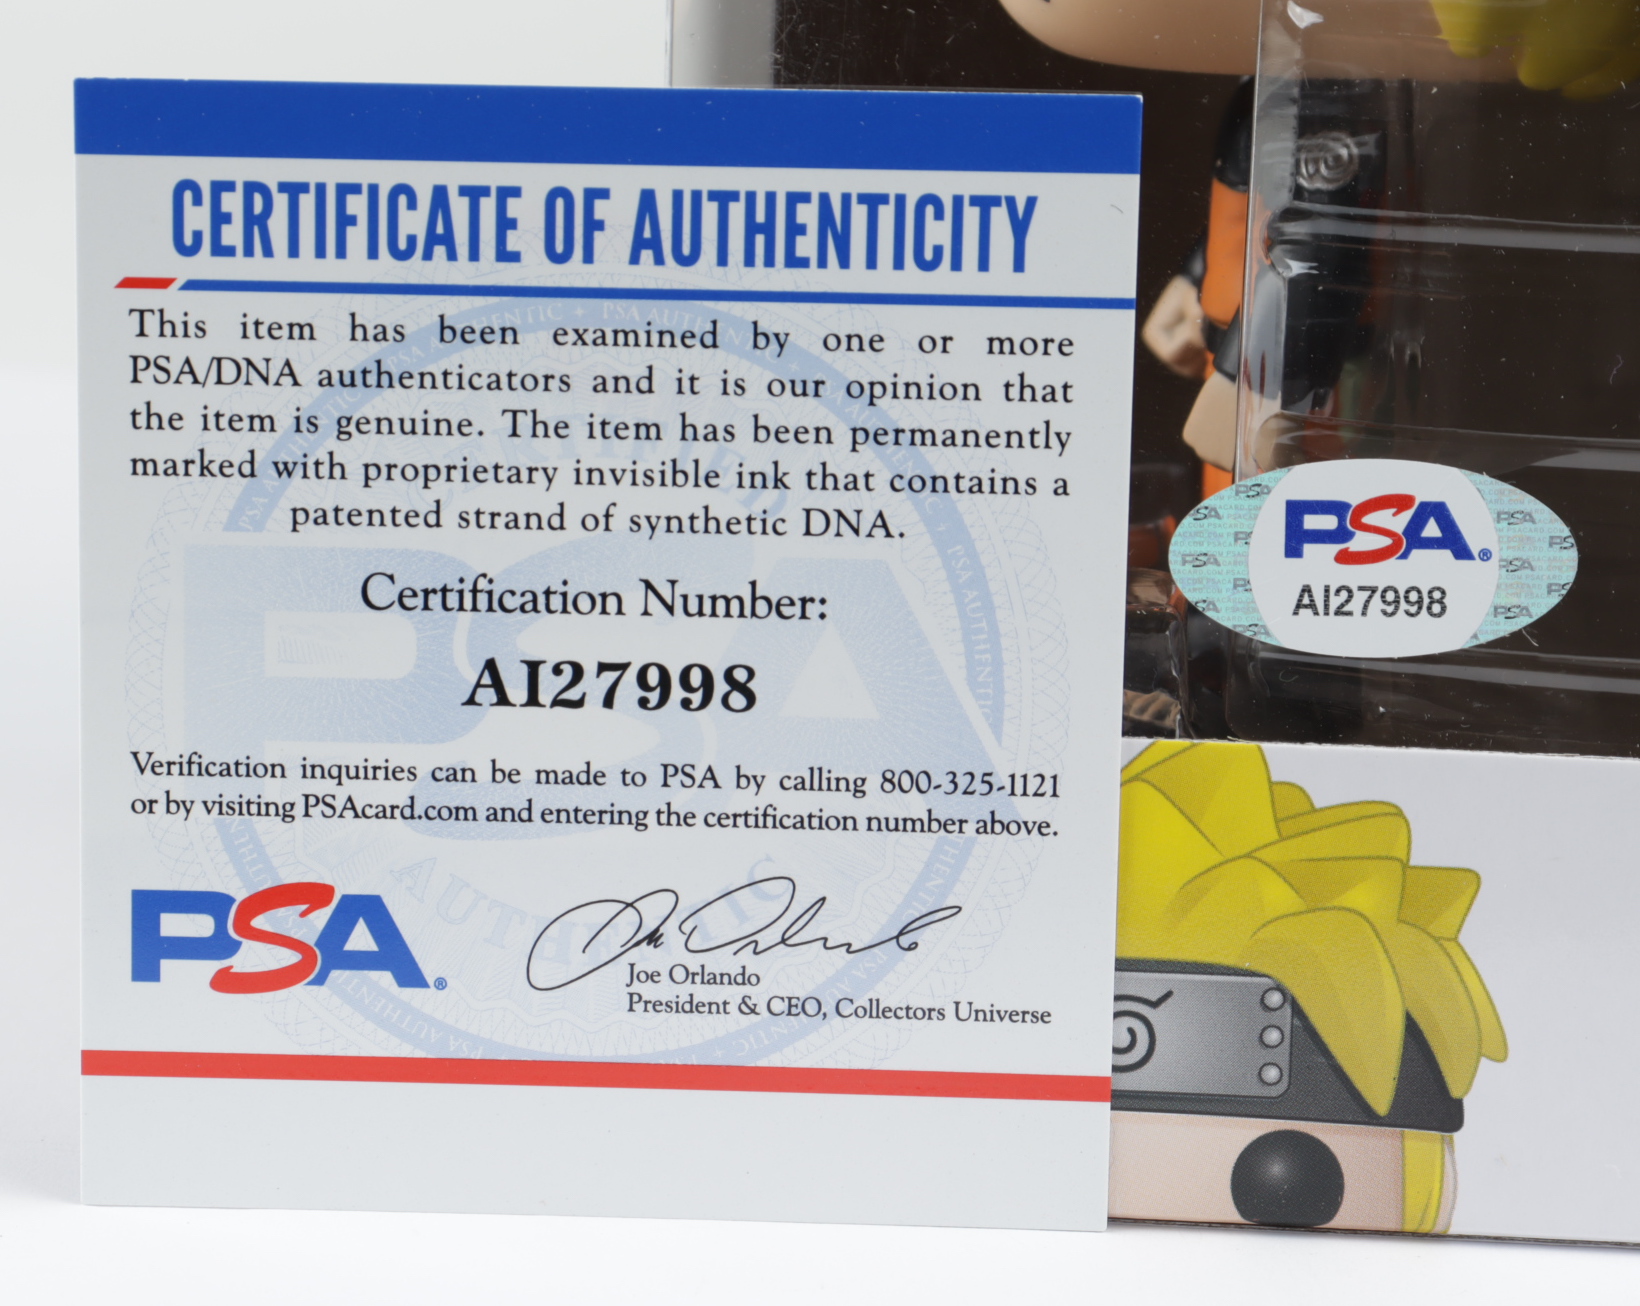 CERTIFICATE OF AUTHENTICITY
This item has been examined by one or more
PSA/DNA authenticators and it is our opinion that
the item is genuine. The item has been permanently
marked with proprietary invisible ink that contains a
patented strand of synthetic DNA.
Certification Number:
AI27998
Verification inquiries can be made to PSA by calling 800-325-1121
or by visiting PSAcard.com and entering the certification number above.
PSA®
Joe Orlando
President & CEO, Collectors Universe
PSA®
AI27998